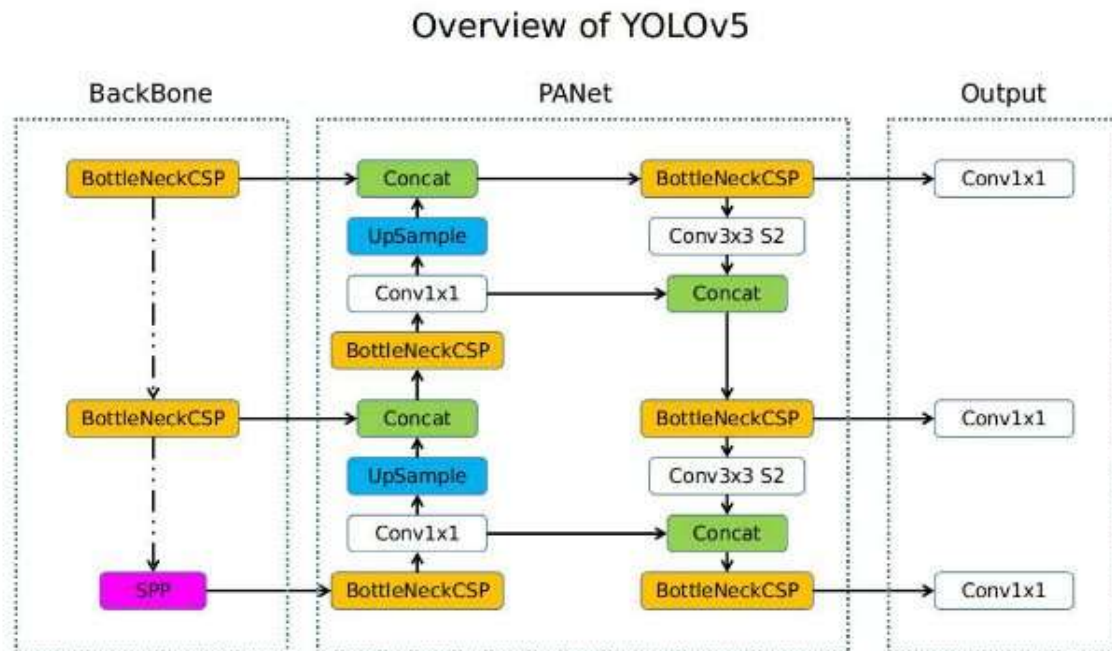 Overview of YOLOv5
BackBone
PANet
Output
BottleNeckCSP
Concat
BottleNeckCSP
Conv1x1
UpSample
Conv3x3 S2
Conv1x1
Concat
BottleNeckCSP
BottleNeckCSP
Concat
BottleNeckCSP
Conv1x1
UpSample
Conv3x3 S2
Conv1x1
Concat
SPP
BottleNeckCSP
BottleNeckCSP
Conv1x1